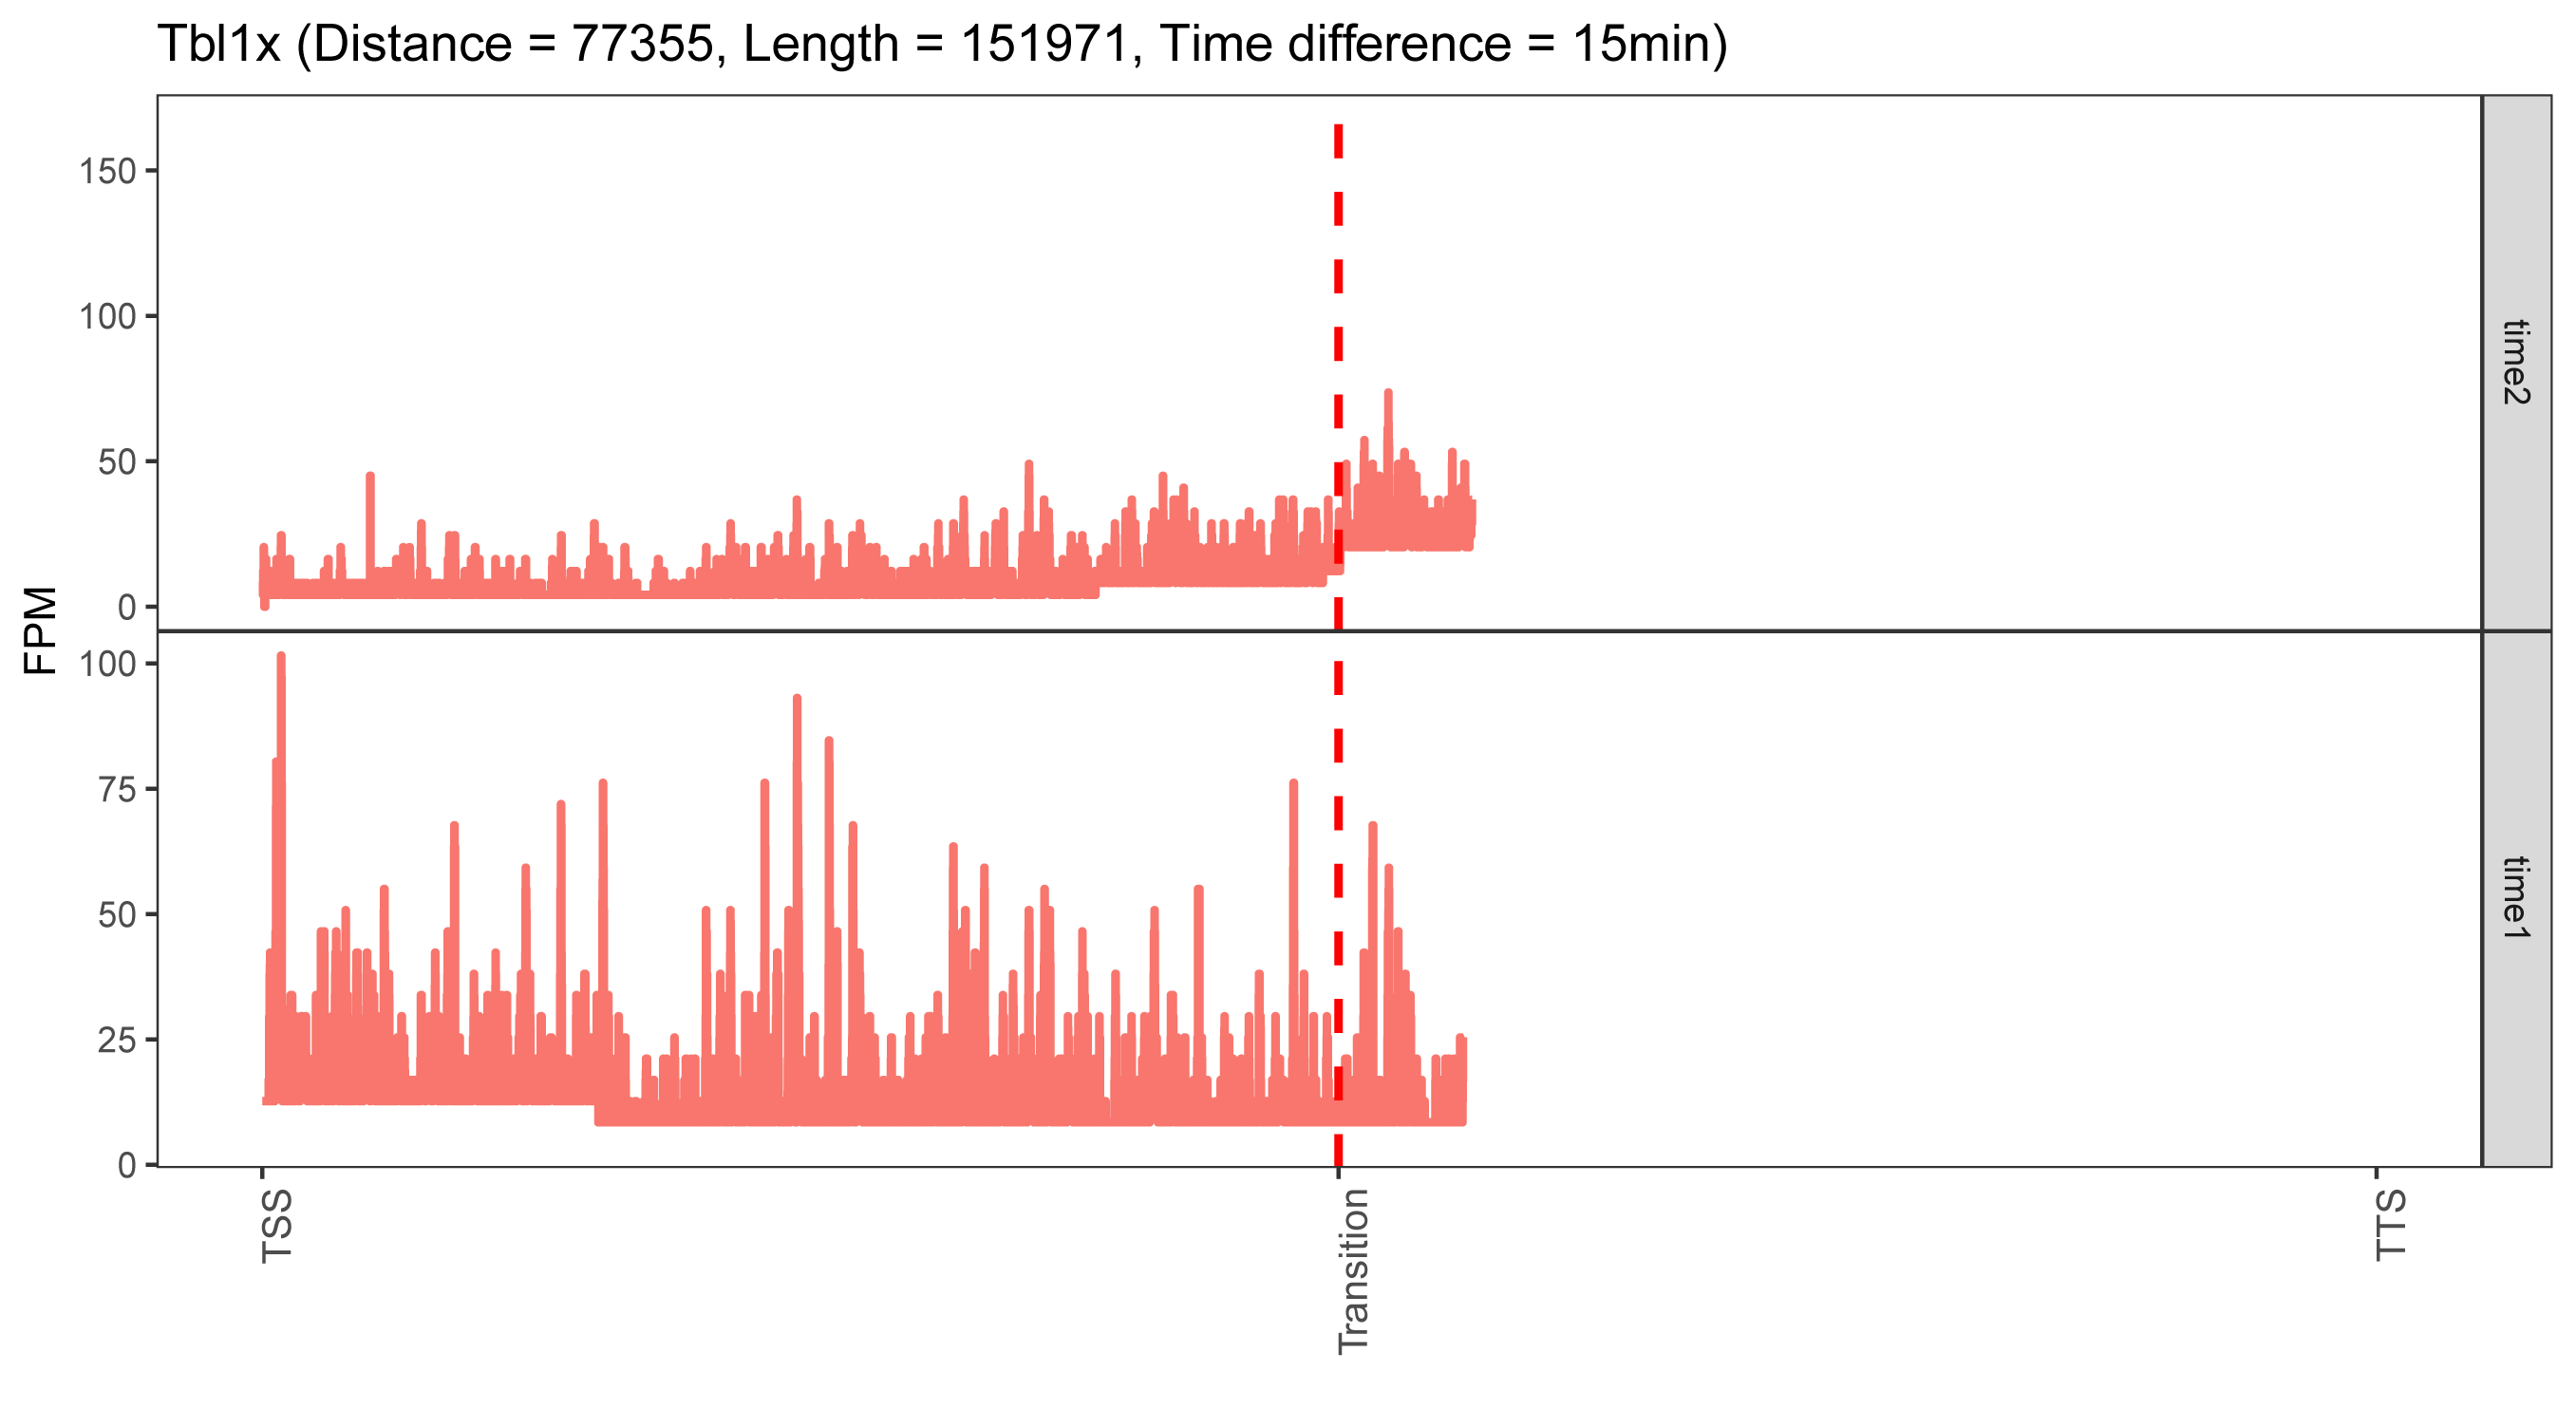 Tbl1x (Distance = 77355, Length = 151971, Time difference = 15min)
150
100
50
0
time2
FPM
100
75
50
25
0
time1
TSS
Transition
TTS